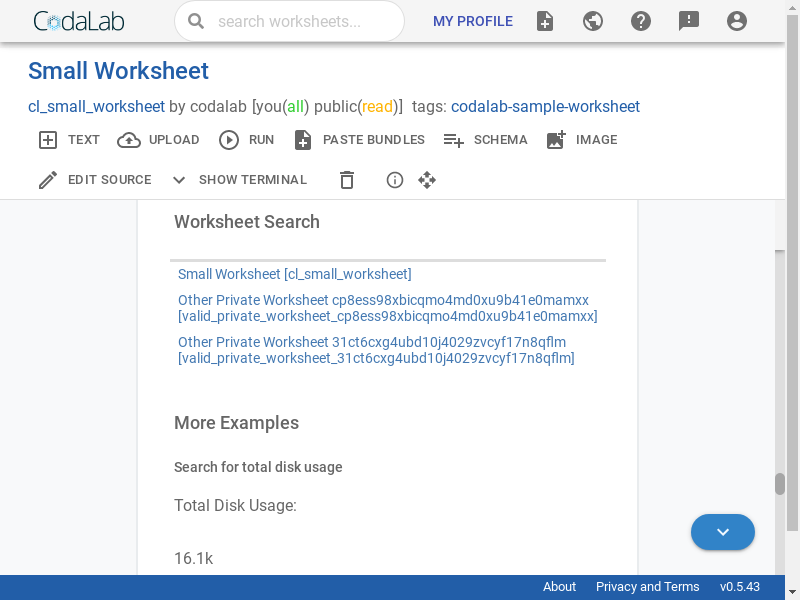 CodaLab search worksheets... MY PROFILE
Small Worksheet
cl_small_worksheet by codalab [you(all) public(read)] tags: codalab-sample-worksheet
TEXT UPLOAD RUN PASTE BUNDLES SCHEMA IMAGE
EDIT SOURCE SHOW TERMINAL
Worksheet Search
Small Worksheet [cl_small_worksheet]
Other Private Worksheet cp8ess98xbicqmo4md0xu9b41e0mamxx
[valid_private_worksheet_cp8ess98xbicqmo4md0xu9b41e0mamxx]
Other Private Worksheet 31ct6cxg4ubd10j4029zvcyf17n8qflm
[valid_private_worksheet_31ct6cxg4ubd10j4029zvcyf17n8qflm]
More Examples
Search for total disk usage
Total Disk Usage:
16.1k
About Privacy and Terms v0.5.43